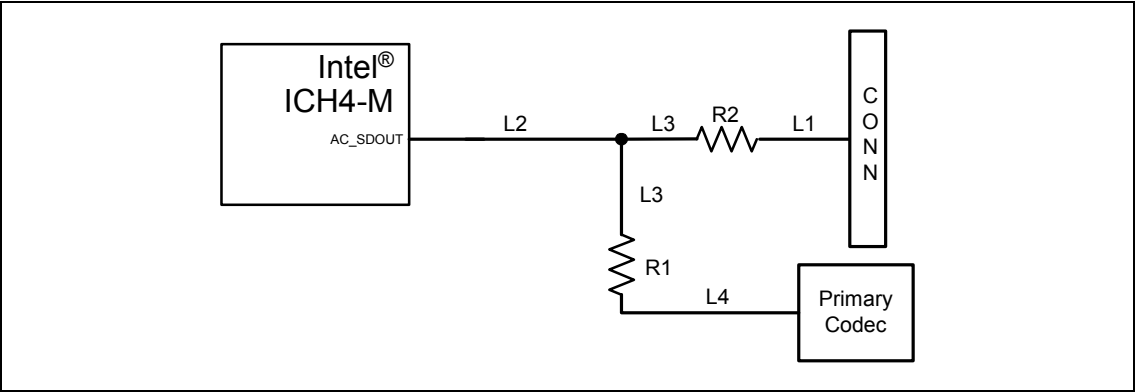 Intel®
ICH4-M
AC_SDOUT
L2
L3
R2
L1
C
O
N
N
L3
R1
L4
Primary
Codec